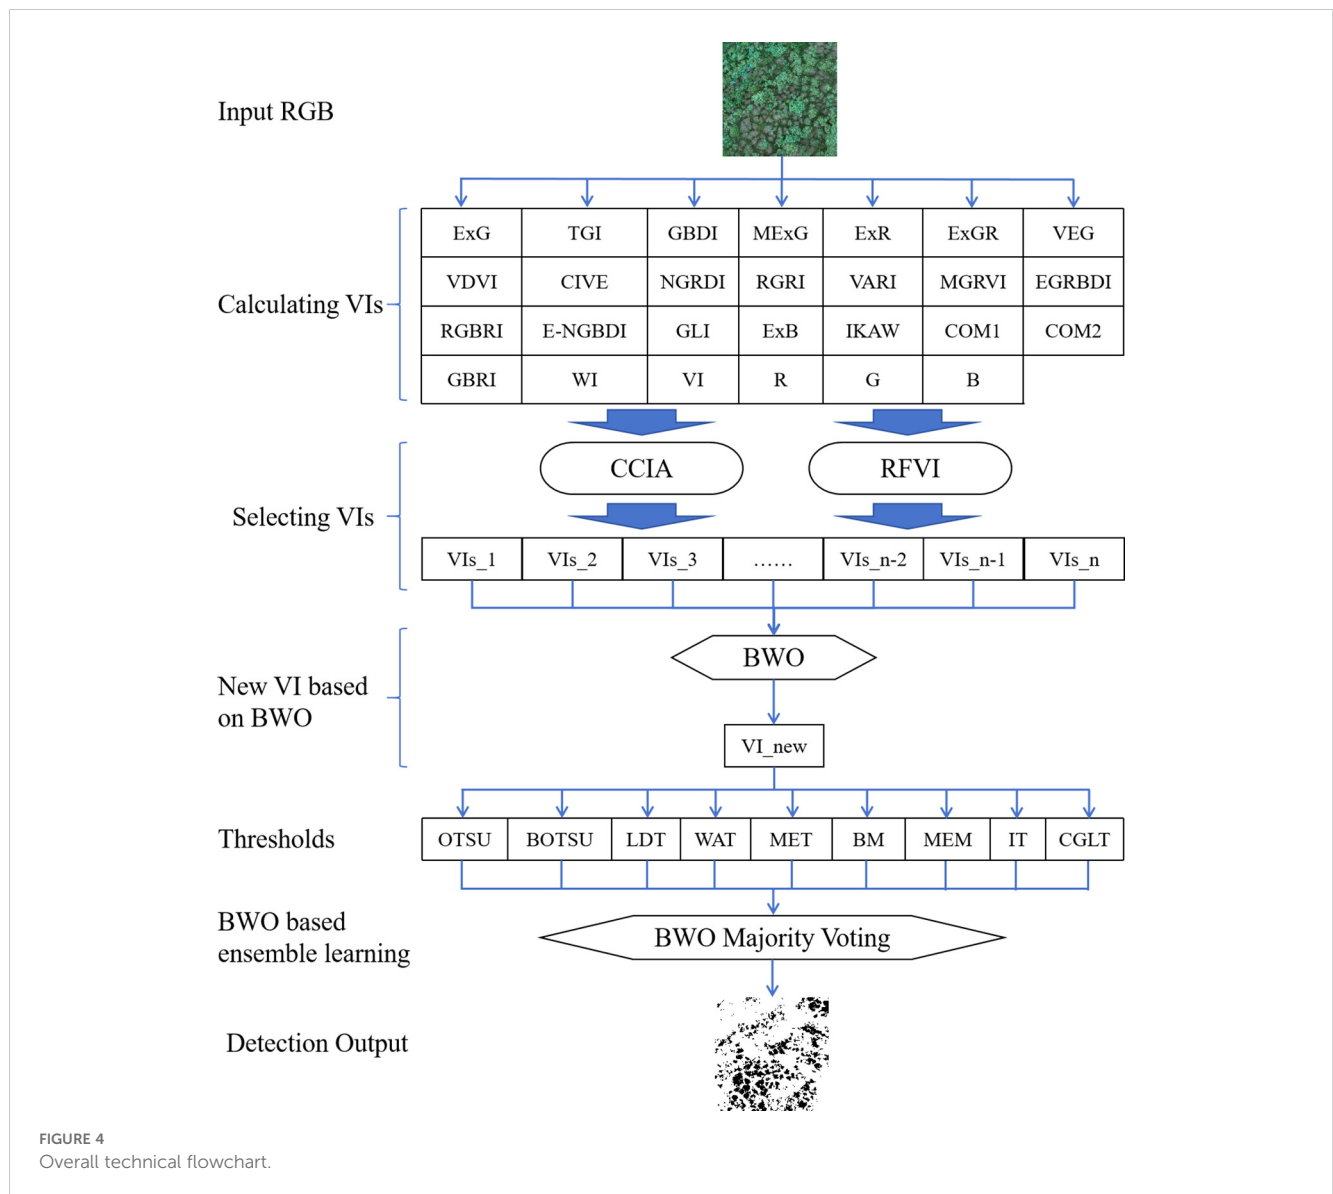 Input RGB
ExG TGI GBDI MExG ExR ExGR VEG
VDVI CIVE NGRDI RGRI VARI MGRVI EGRBDI
Calculating VIs
RGBRI E-NGBDI GLI ExB IKAW COM1 COM2
GBRI WI VI R G B
CCIA RFVI
Selecting VIs
VIs_1 VIs_2 VIs_3 ...... VIs_n-2 VIs_n-1 VIs_n
BWO
New VI based
on BWO
VI_new
Thresholds
OTSU BOTSU LDT WAT MET BM MEM IT CGLT
BWO based
ensemble learning
BWO Majority Voting
Detection Output
FIGURE 4
Overall technical flowchart.